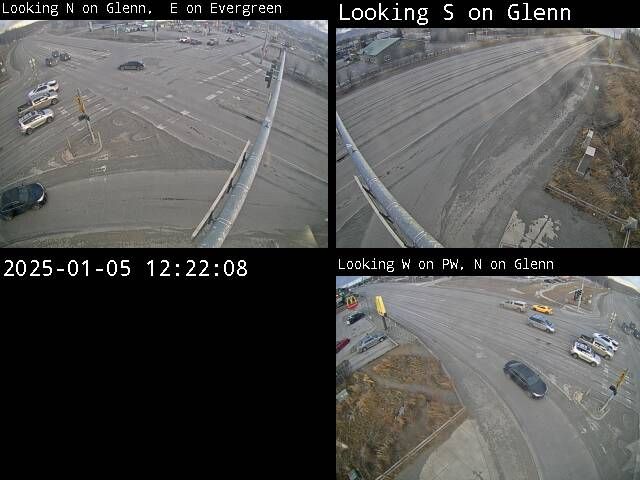 Looking N on Glenn,  E on Evergreen
Looking S on Glenn
2025-01-05 12:22:08
Looking W on PW, N on Glenn